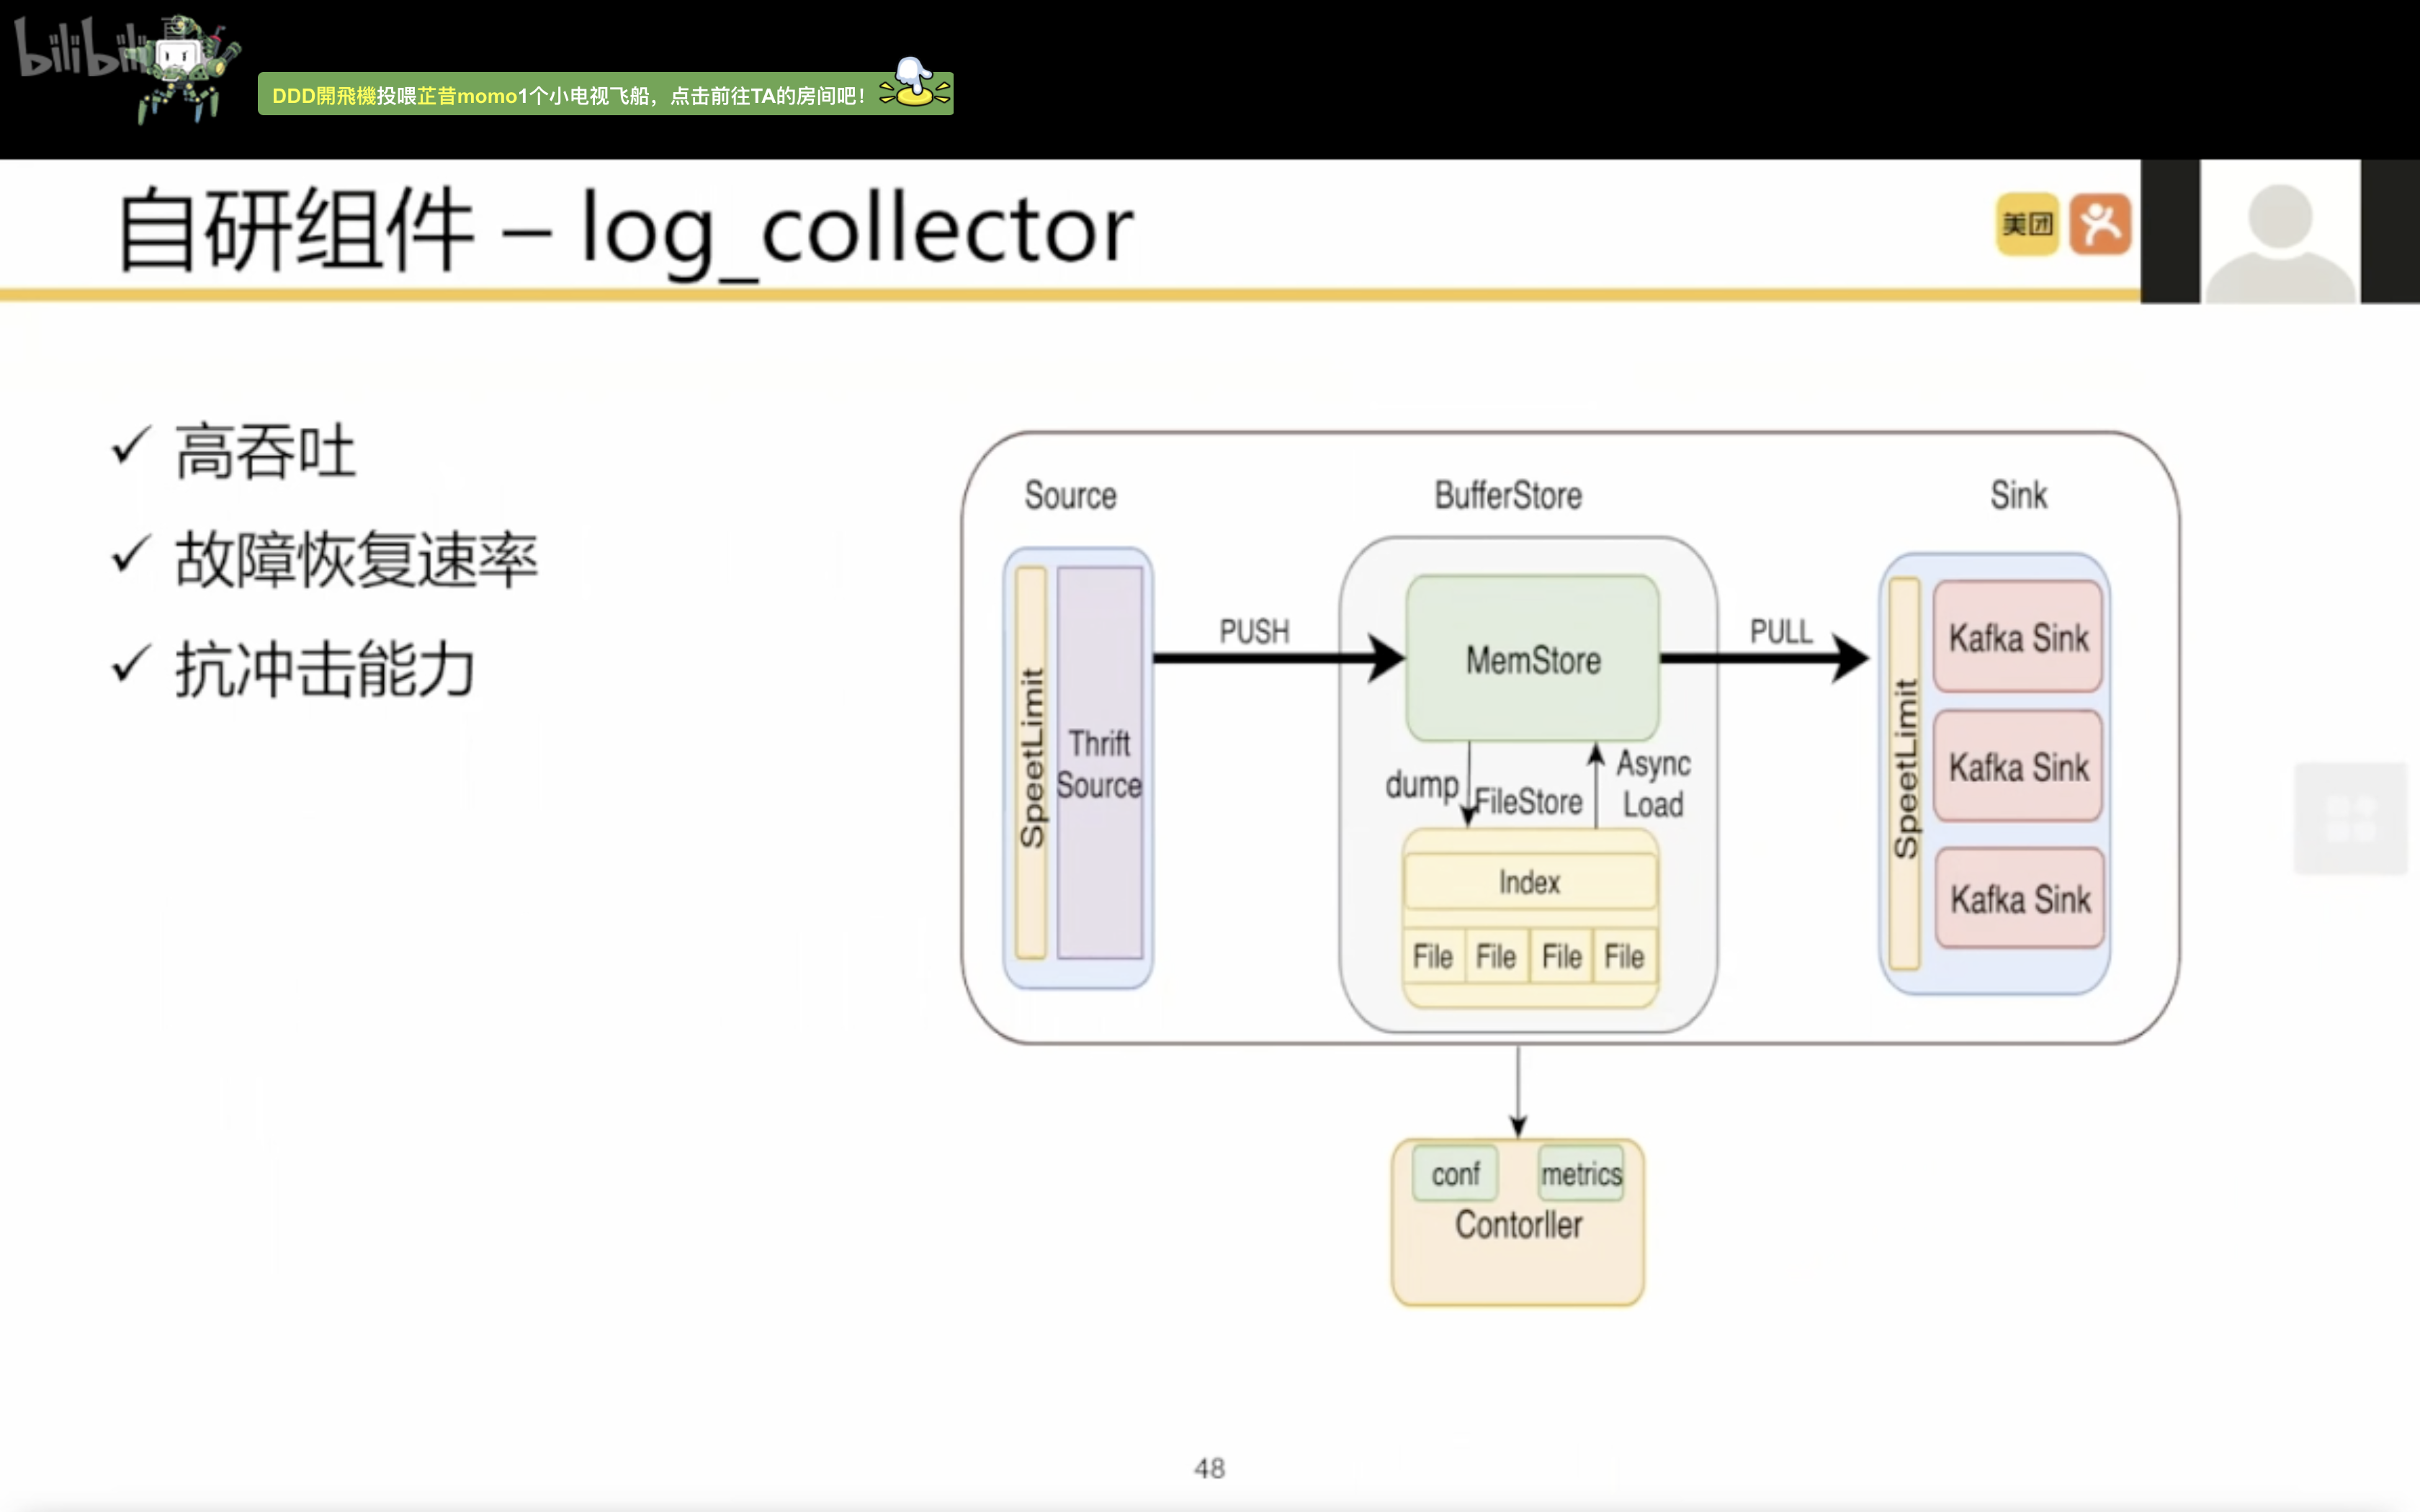 bilibili
DDD開飛機投喂芷昔momo1个小电视飞船，点击前往TA的房间吧！
自研组件 – log_collector
美团
✓ 高吞吐
✓ 故障恢复速率
✓ 抗冲击能力
Source
BufferStore
Sink
SpeetLimit
Thrift
Source
PUSH
MemStore
PULL
SpeetLimit
Kafka Sink
Kafka Sink
Kafka Sink
dump
FileStore
Async
Load
Index
File File File File
conf metrics
Contorller
48